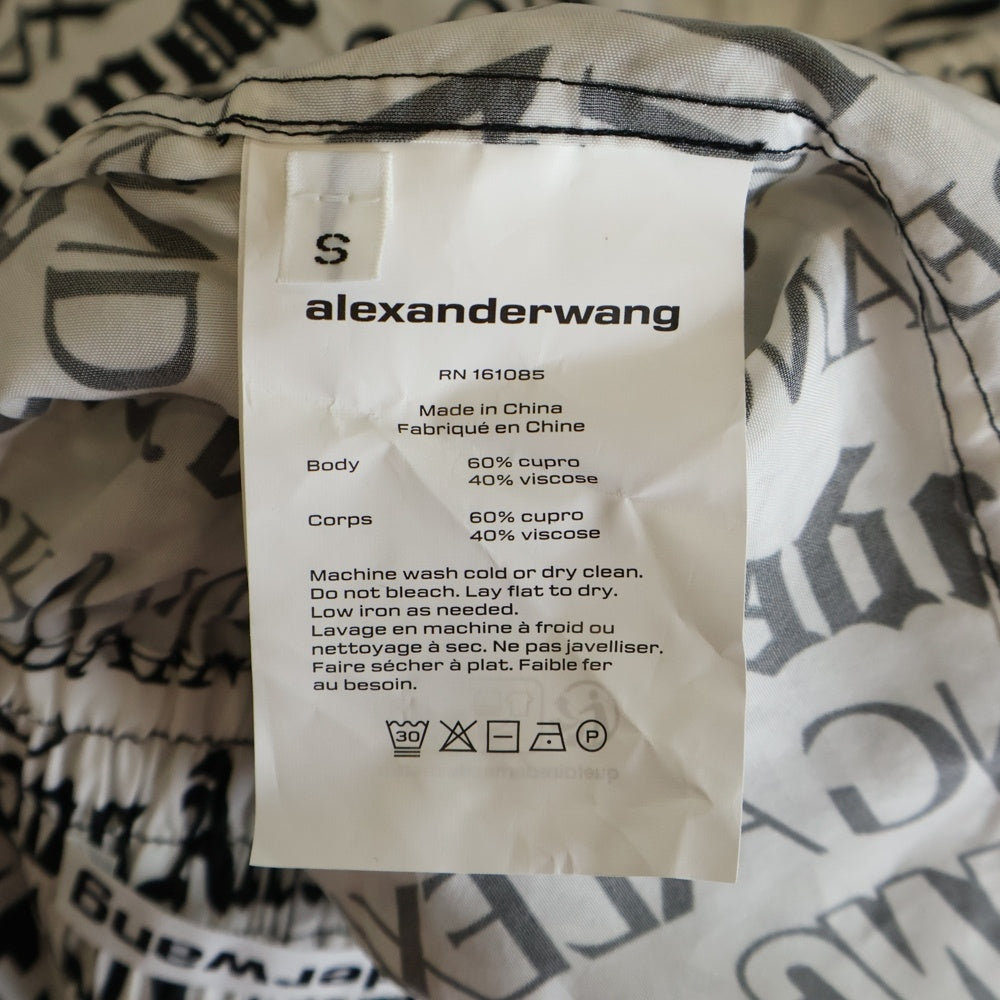 S
alexanderwang
RN 161085
Made in China
Fabriqué en Chine
Body 60% cupro
40% viscose
Corps 60% cupro
40% viscose
Machine wash cold or dry clean.
Do not bleach. Lay flat to dry.
Low iron as needed.
Lavage en machine à froid ou
nettoyage à sec. Ne pas javelliser.
Faire sécher à plat. Faible fer
au besoin.
30 P